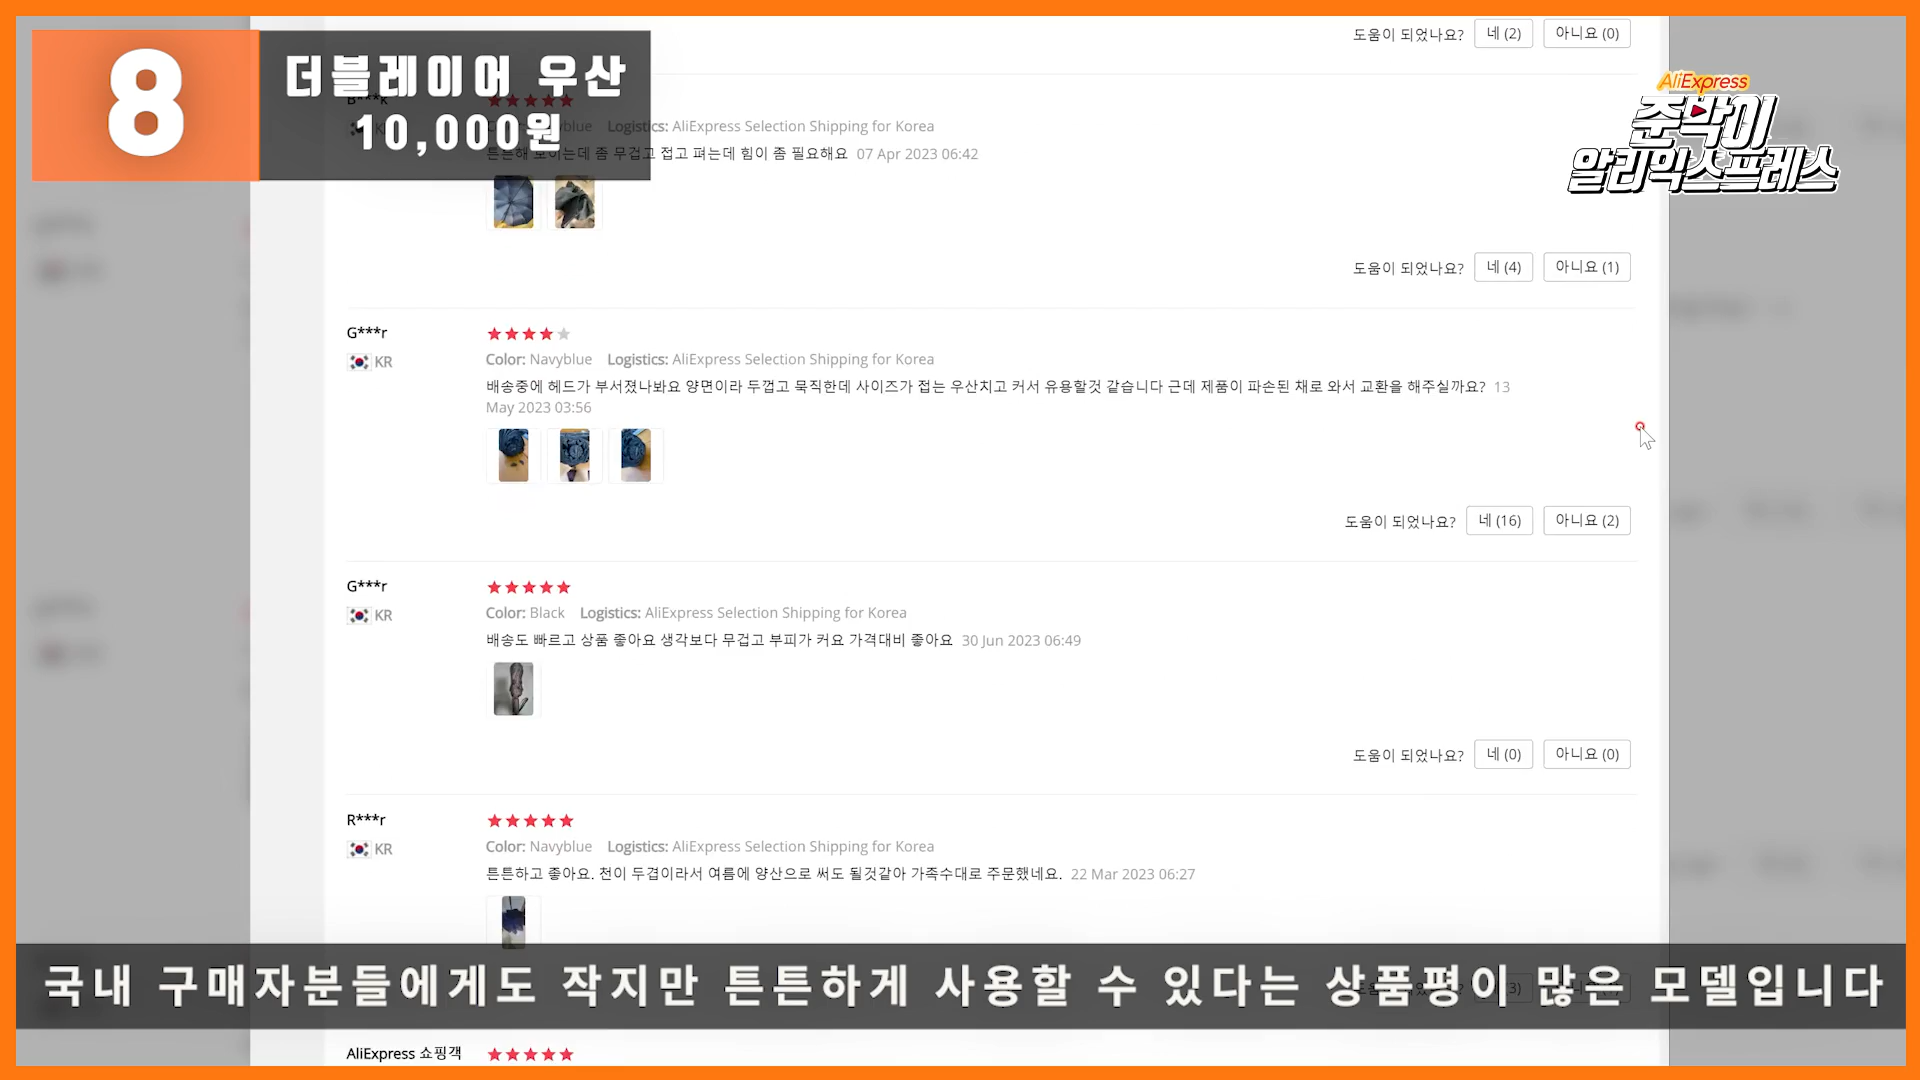 8
더블레이어 우산
10,000원
AliExpress
준박이
알리익스프레스
도움이 되었나요? 네 (2) 아니요 (0)
B***k
Logistics: AliExpress Selection Shipping for Korea
튼튼해 보이는데 좀 무겁고 접고 펴는데 힘이 좀 필요해요 07 Apr 2023 06:42
도움이 되었나요? 네 (4) 아니요 (1)
G***r
KR
Color: Navyblue Logistics: AliExpress Selection Shipping for Korea
배송중에 헤드가 부서졌나봐요 양면이라 두껍고 묵직한데 사이즈가 접는 우산치고 커서 유용할것 같습니다 근데 제품이 파손된 채로 와서 교환을 해주실까요? 13
May 2023 03:56
도움이 되었나요? 네 (16) 아니요 (2)
G***r
KR
Color: Black Logistics: AliExpress Selection Shipping for Korea
배송도 빠르고 상품 좋아요 생각보다 무겁고 부피가 커요 가격대비 좋아요 30 Jun 2023 06:49
도움이 되었나요? 네 (0) 아니요 (0)
R***r
KR
Color: Navyblue Logistics: AliExpress Selection Shipping for Korea
튼튼하고 좋아요. 천이 두겹이라서 여름에 양산으로 써도 될것같아 가족수대로 주문했네요. 22 Mar 2023 06:27
국내 구매자분들에게도 작지만 튼튼하게 사용할 수 있다는 상품평이 많은 모델입니다
AliExpress 쇼핑객